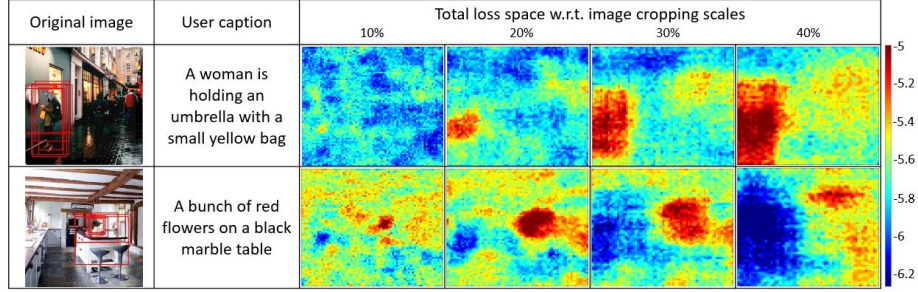 Original image
User caption
Total loss space w.r.t. image cropping scales
10%
20%
30%
40%
A woman is
holding an
umbrella with a
small yellow bag
A bunch of red
flowers on a black
marble table
-5
-5.2
-5.4
-5.6
-5.8
-6
-6.2